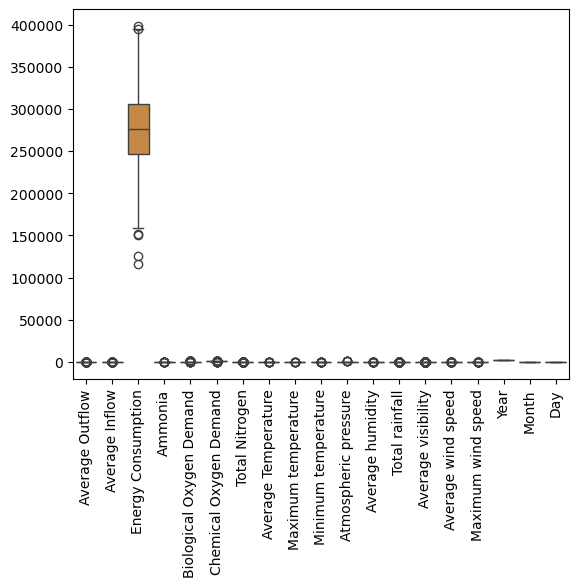 400000
350000
300000
250000
200000
150000
100000
50000
0
Average Outflow
Average Inflow
Energy Consumption
Ammonia
Biological Oxygen Demand
Chemical Oxygen Demand
Total Nitrogen
Average Temperature
Maximum temperature
Minimum temperature
Atmospheric pressure
Average humidity
Total rainfall
Average visibility
Average wind speed
Maximum wind speed
Year
Month
Day